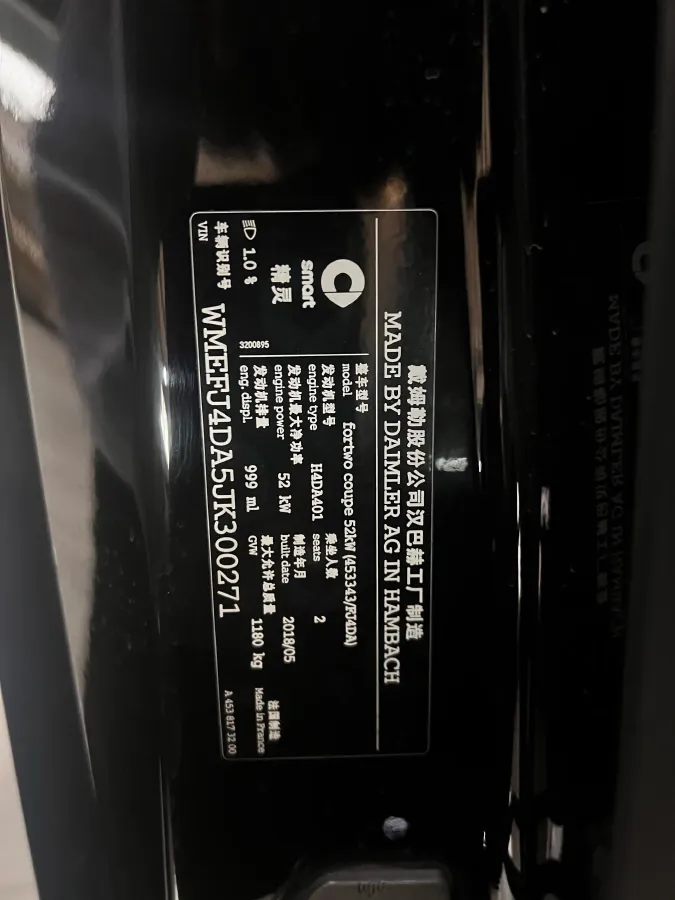 戴姆勒股份公司汉巴赫工厂制造
MADE BY DAIMLER AG IN HAMBACH
smart
精灵
1.0 %
3200895
整车型号
model fortwo coupe 52kW (453343/FJ4DA)
发动机型号 乘坐人数
engine type H4DA401 seats 2
发动机最大净功率 制造年月
engine power 52 kW built date 2018/05
发动机排量 最大允许总质量 法国制造
eng. displ. 999 ml GVW 1180 kg Made in France
车辆识别号
VIN WMEFJ4DA5JK300271
A 453 817 32 00